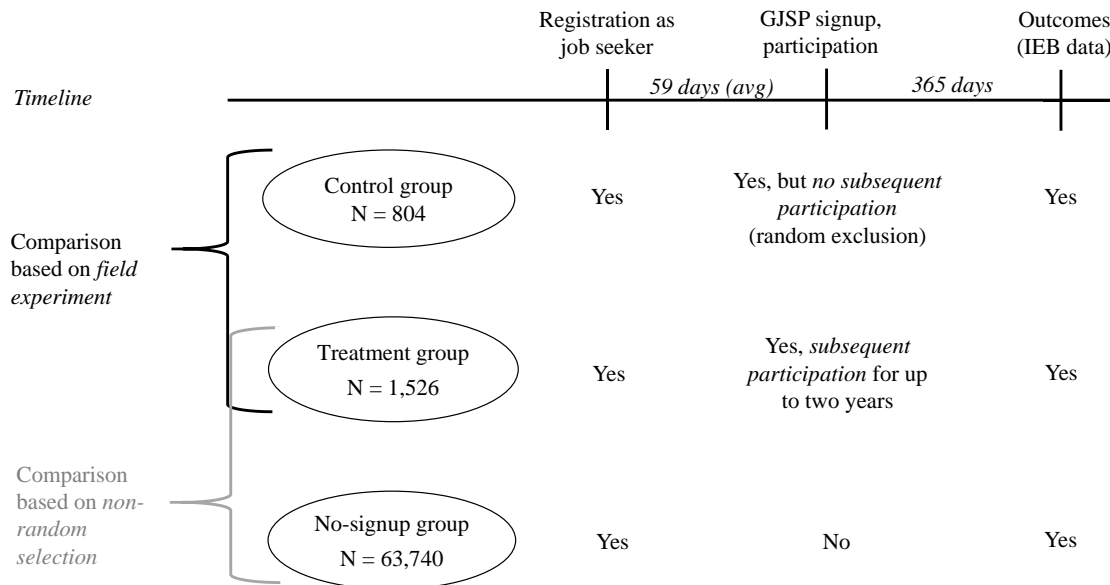 Registration as
job seeker
GJSP signup,
participation
Outcomes
(IEB data)
Timeline
59 days (avg)
365 days
Control group
N = 804
Yes
Yes, but no subsequent
participation
(random exclusion)
Yes
Comparison
based on field
experiment
Treatment group
N = 1,526
Yes
Yes, subsequent
participation for up
to two years
Yes
Comparison
based on non-
random
selection
No-signup group
N = 63,740
Yes
No
Yes